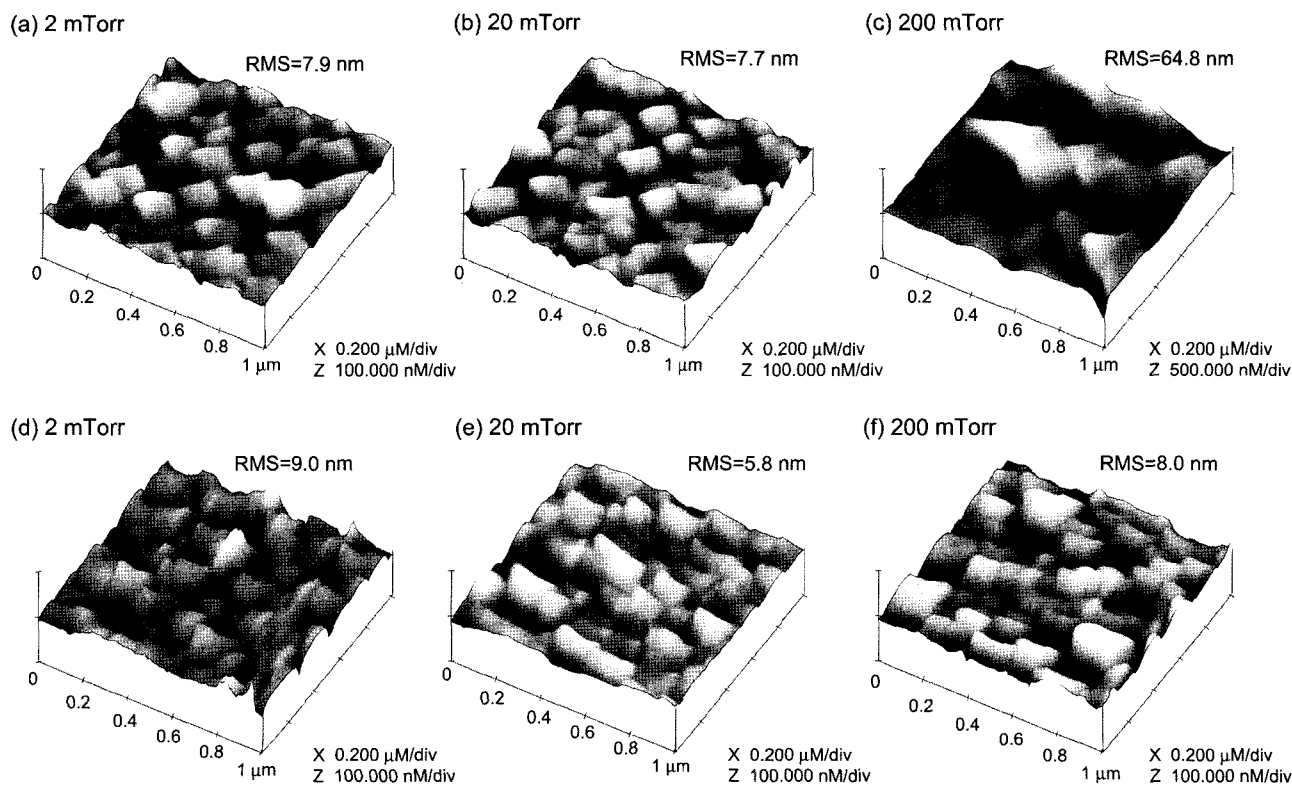 (a) 2 mTorr
RMS=7.9 nm
0
0.2
0.4
0.6
0.8
1 μm
X 0.200 μM/div
Z 100.000 nM/div
(b) 20 mTorr
RMS=7.7 nm
0
0.2
0.4
0.6
0.8
1 μm
X 0.200 μM/div
Z 100.000 nM/div
(c) 200 mTorr
RMS=64.8 nm
0
0.2
0.4
0.6
0.8
1 μm
X 0.200 μM/div
Z 500.000 nM/div
(d) 2 mTorr
RMS=9.0 nm
0
0.2
0.4
0.6
0.8
1 μm
X 0.200 μM/div
Z 100.000 nM/div
(e) 20 mTorr
RMS=5.8 nm
0
0.2
0.4
0.6
0.8
1 μm
X 0.200 μM/div
Z 100.000 nM/div
(f) 200 mTorr
RMS=8.0 nm
0
0.2
0.4
0.6
0.8
1 μm
X 0.200 μM/div
Z 100.000 nM/div